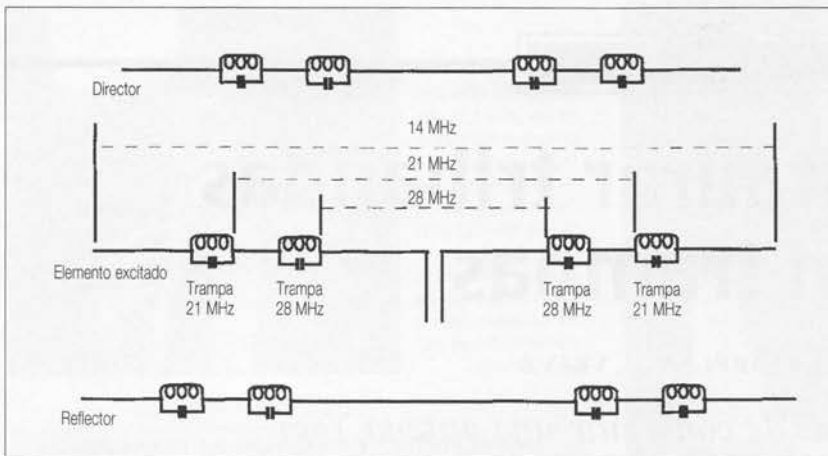 Director
14 MHz
21 MHz
28 MHz
Elemento excitado
Trampa
21 MHz
Trampa
28 MHz
Trampa
28 MHz
Trampa
21 MHz
Reflector